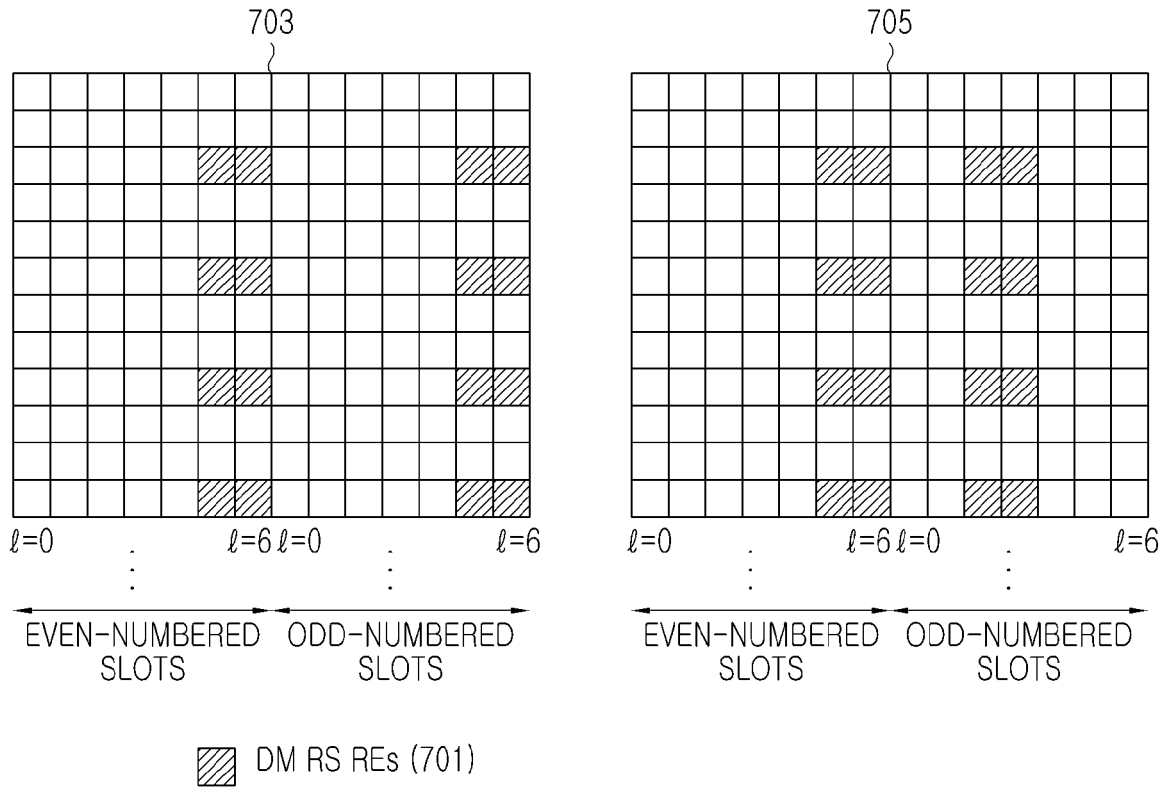 703 705
ℓ=0 ℓ=6 ℓ=0 ℓ=6 ℓ=0 ℓ=6 ℓ=0 ℓ=6
EVEN-NUMBERED SLOTS
ODD-NUMBERED SLOTS
EVEN-NUMBERED SLOTS
ODD-NUMBERED SLOTS
DM RS REs (701)